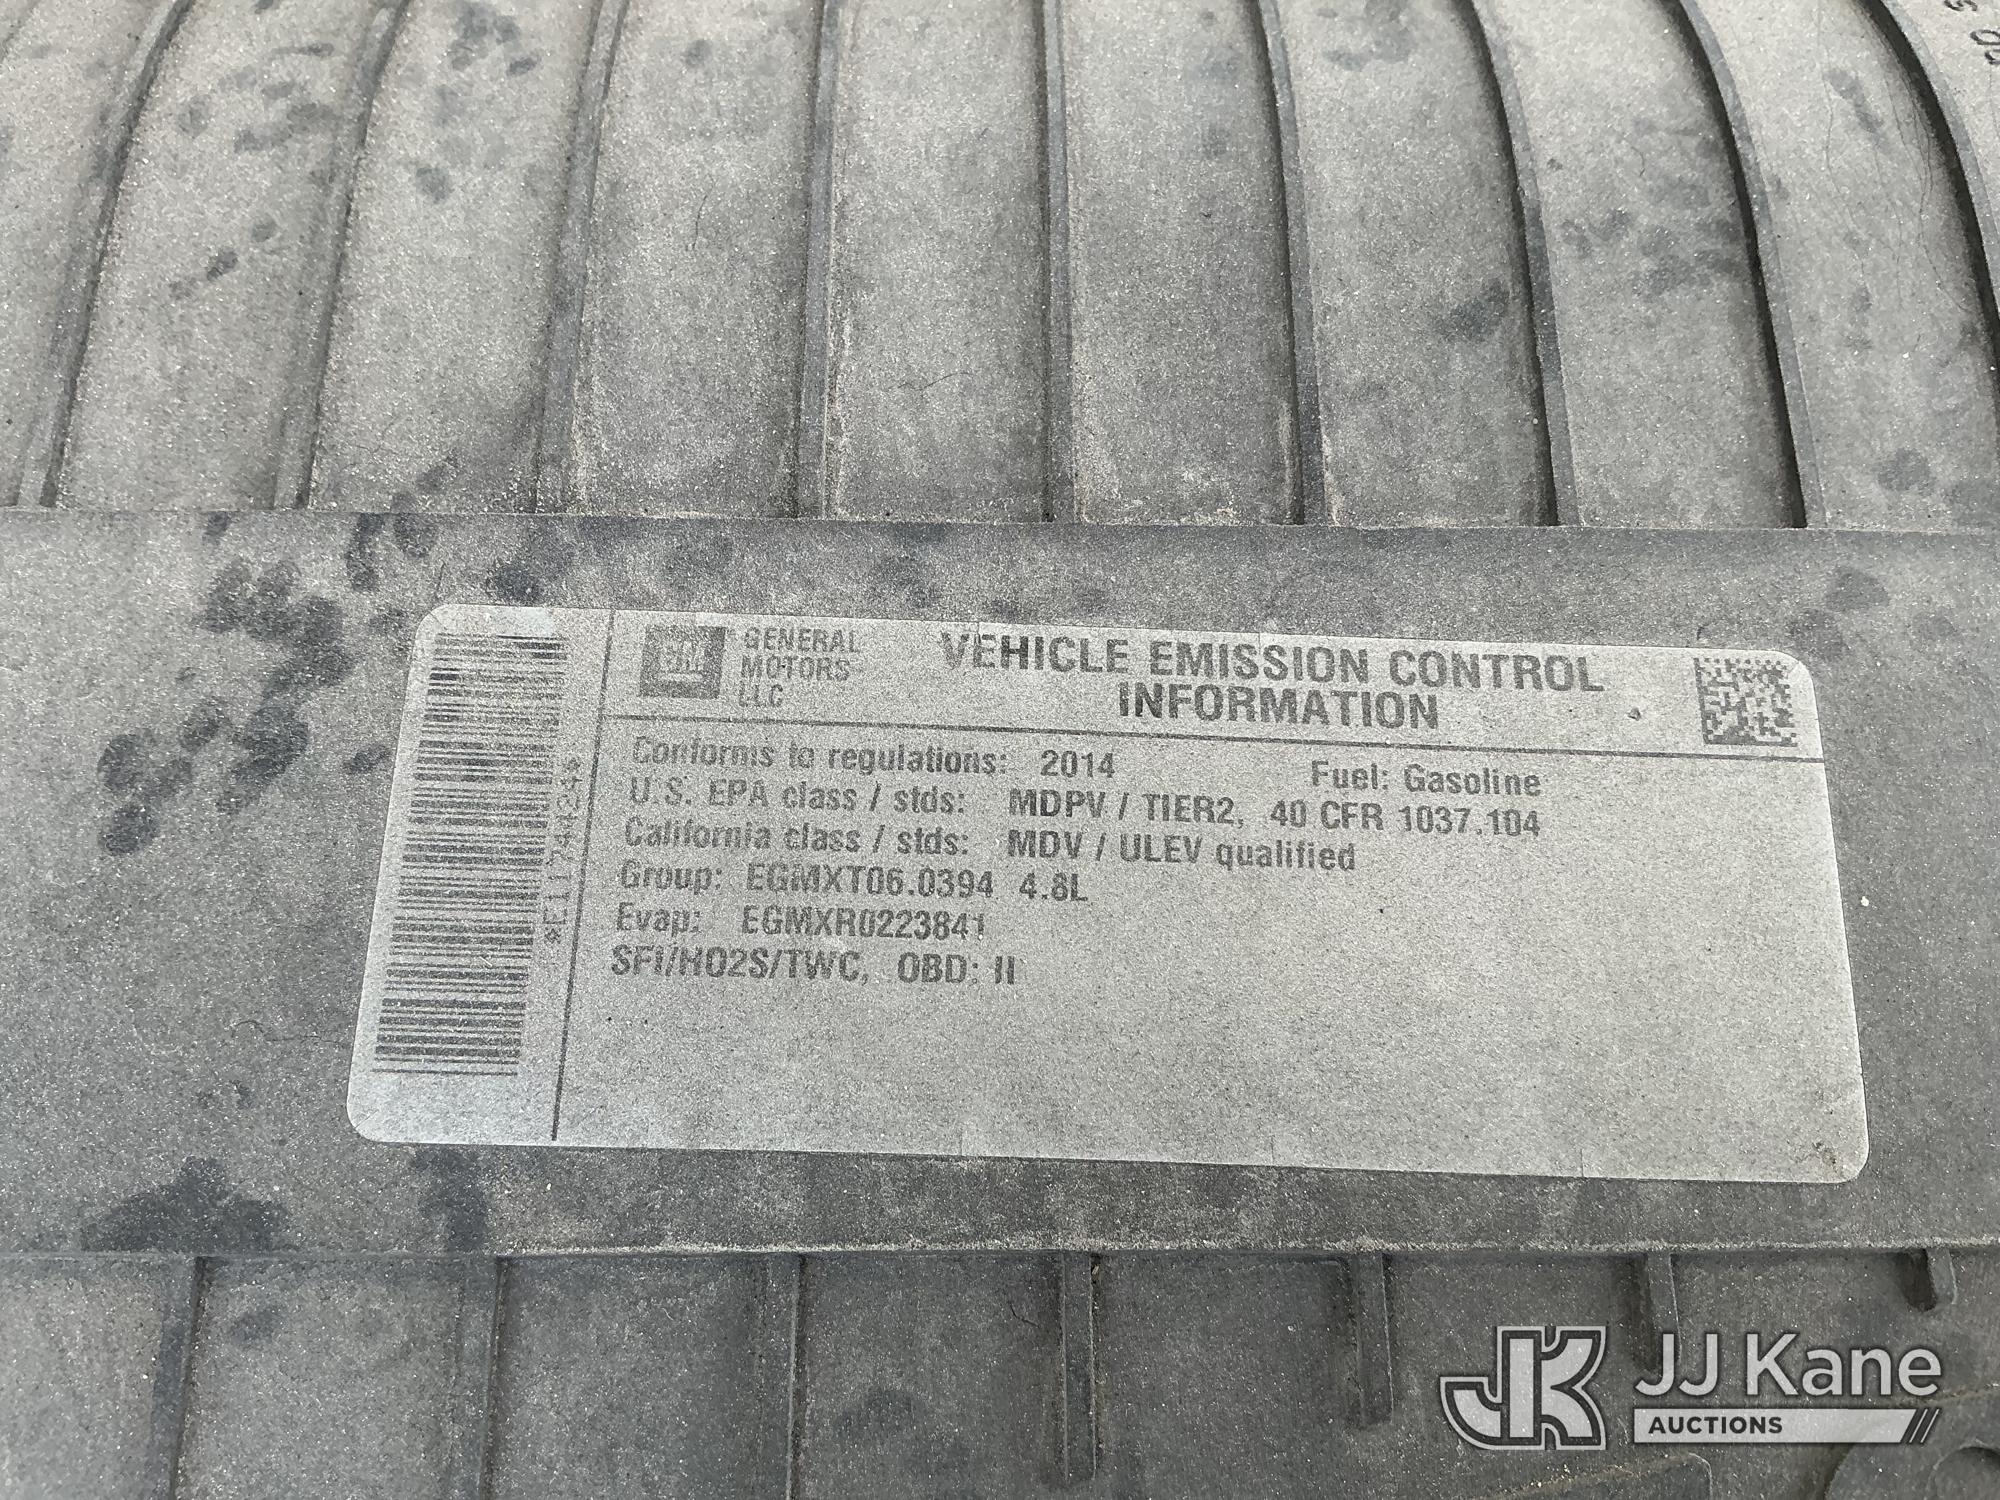 GM GENERAL
MOTORS
LLC
VEHICLE EMISSION CONTROL
INFORMATION
Conforms to regulations: 2014 Fuel: Gasoline
U.S. EPA class / stds: MDPV / TIER2, 40 CFR 1037.104
California class / stds: MDV / ULEV qualified
Group: EGMXT06.0394 4.8L
Evap: EGMXR0223841
SFI/HO2S/TWC, OBD: II
JK JJ Kane
AUCTIONS